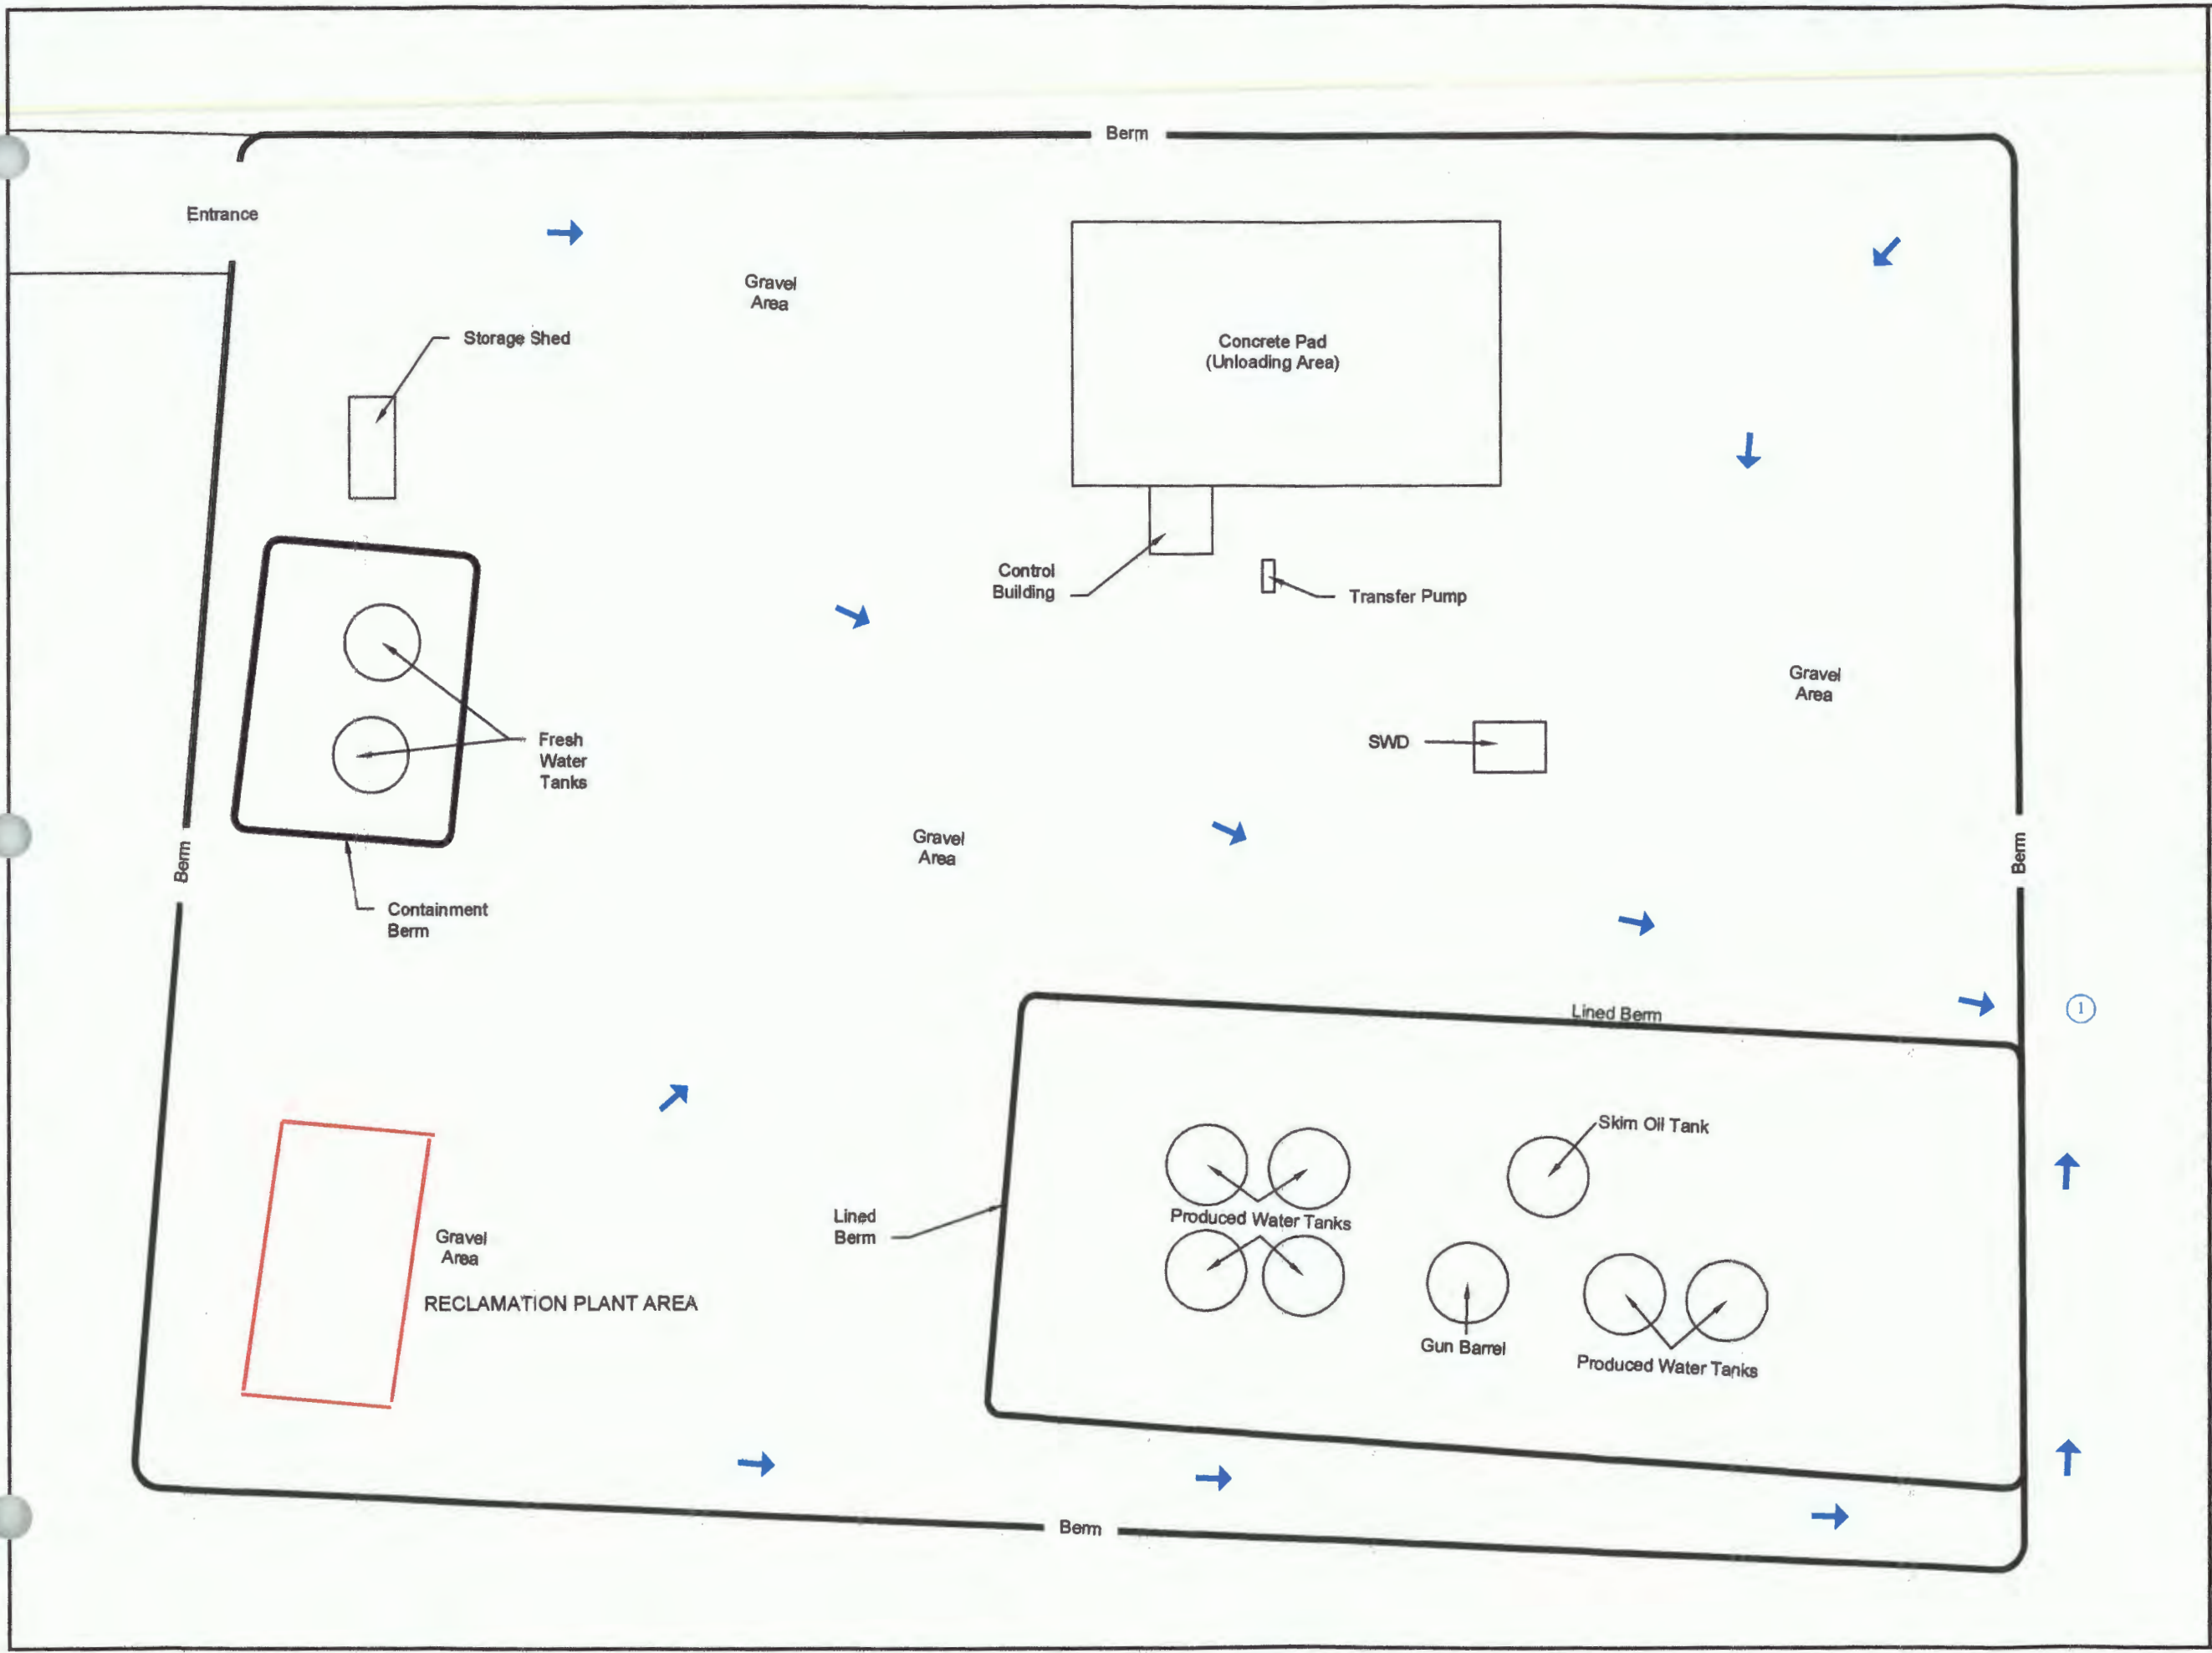 Berm
Entrance
Gravel
Area
Storage Shed
Concrete Pad
(Unloading Area)
Control
Building
Transfer Pump
Gravel
Area
SWD
Fresh
Water
Tanks
Gravel
Area
Berm
Berm
Containment
Berm
Lined Berm
1
Skim Oil Tank
Lined
Berm
Produced Water Tanks
Gravel
Area
RECLAMATION PLANT AREA
Gun Barrel
Produced Water Tanks
Berm